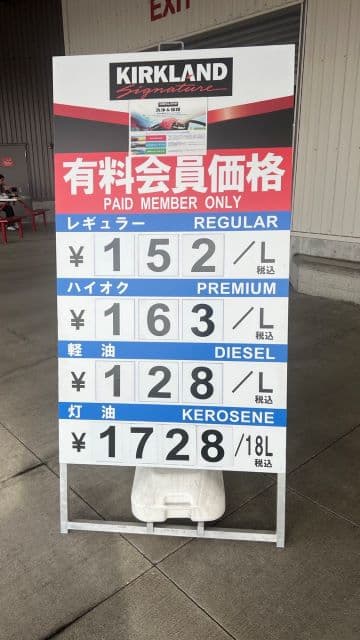 EXIT
KIRKLAND
Signature
有料会員価格
PAID MEMBER ONLY
レギュラー REGULAR
¥152/L
税込
ハイオク PREMIUM
¥163/L
税込
軽 油 DIESEL
¥128/L
税込
灯 油 KEROSENE
¥1728/18L
税込